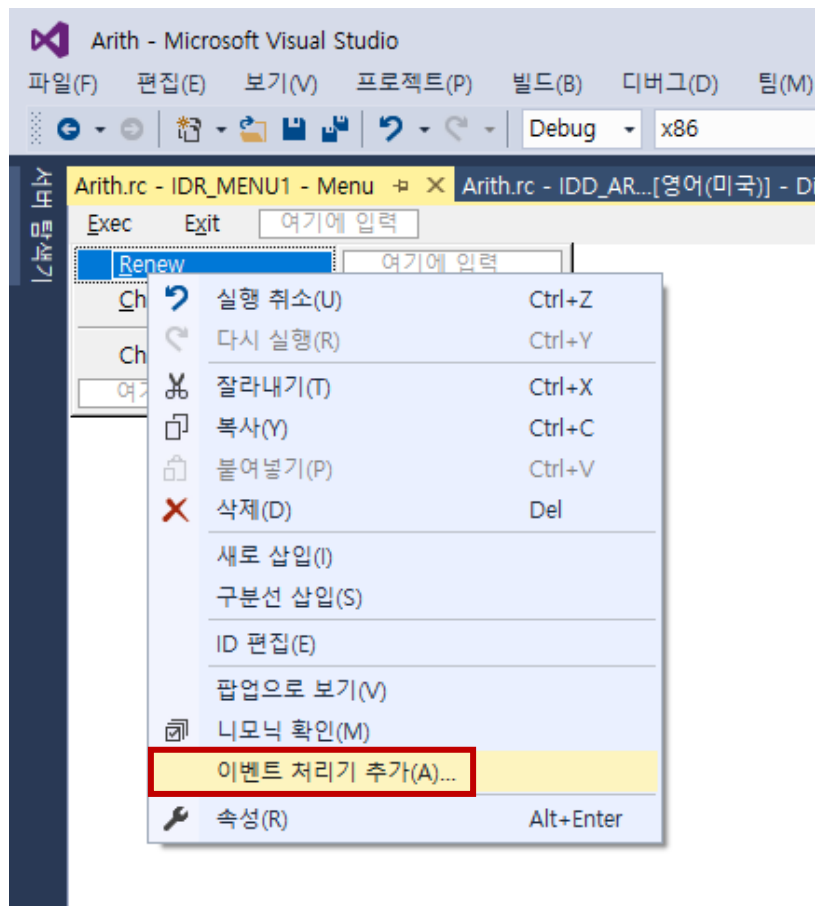 Arith - Microsoft Visual Studio
파일(F) 편집(E) 보기(V) 프로젝트(P) 빌드(B) 디버그(D) 팀(M)
Debug x86
서버 탐색기
Arith.rc - IDR_MENU1 - Menu Arith.rc - IDD_AR...[영어(미국)] - Di
Exec Exit 여기에 입력
Renew 여기에 입력
Ch
Ch
여기
실행 취소(U) Ctrl+Z
다시 실행(R) Ctrl+Y
잘라내기(T) Ctrl+X
복사(Y) Ctrl+C
붙여넣기(P) Ctrl+V
삭제(D) Del
새로 삽입(I)
구분선 삽입(S)
ID 편집(E)
팝업으로 보기(V)
니모닉 확인(M)
이벤트 처리기 추가(A)...
속성(R) Alt+Enter